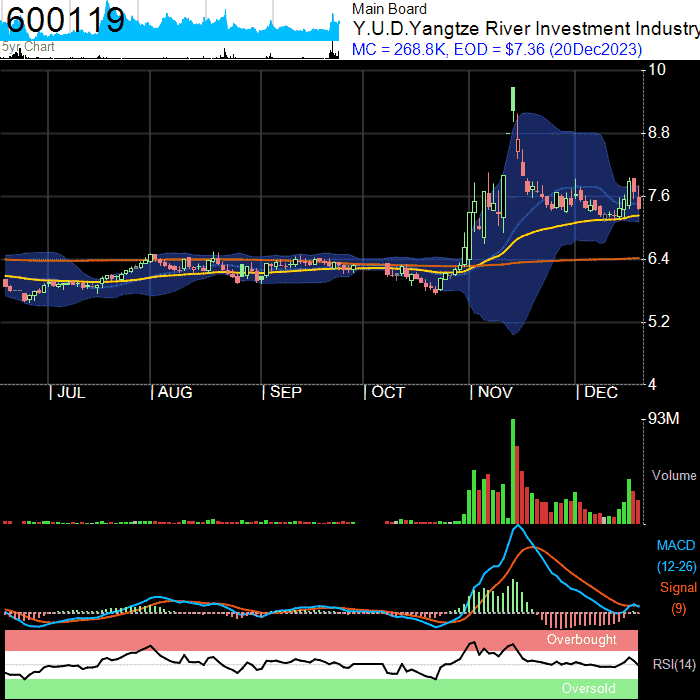 600119
5yr Chart
Main Board
Y.U.D.Yangtze River Investment Industry
MC = 268.8K, EOD = $7.36 (20Dec2023)
10
8.8
7.6
6.4
5.2
4
JUL AUG SEP OCT NOV DEC
93M
Volume
MACD
(12-26)
Signal
(9)
Overbought
RSI(14)
Oversold